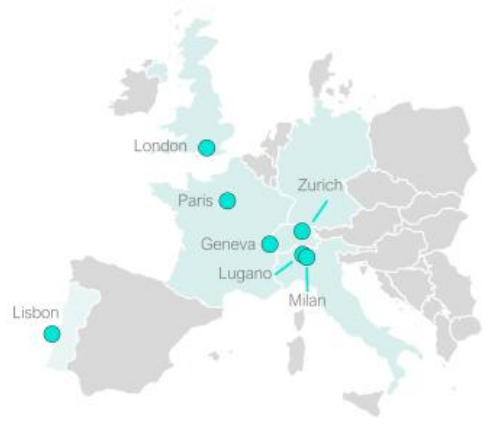 London
Zurich
Paris
Geneva
Lugano
Milan
Lisbon